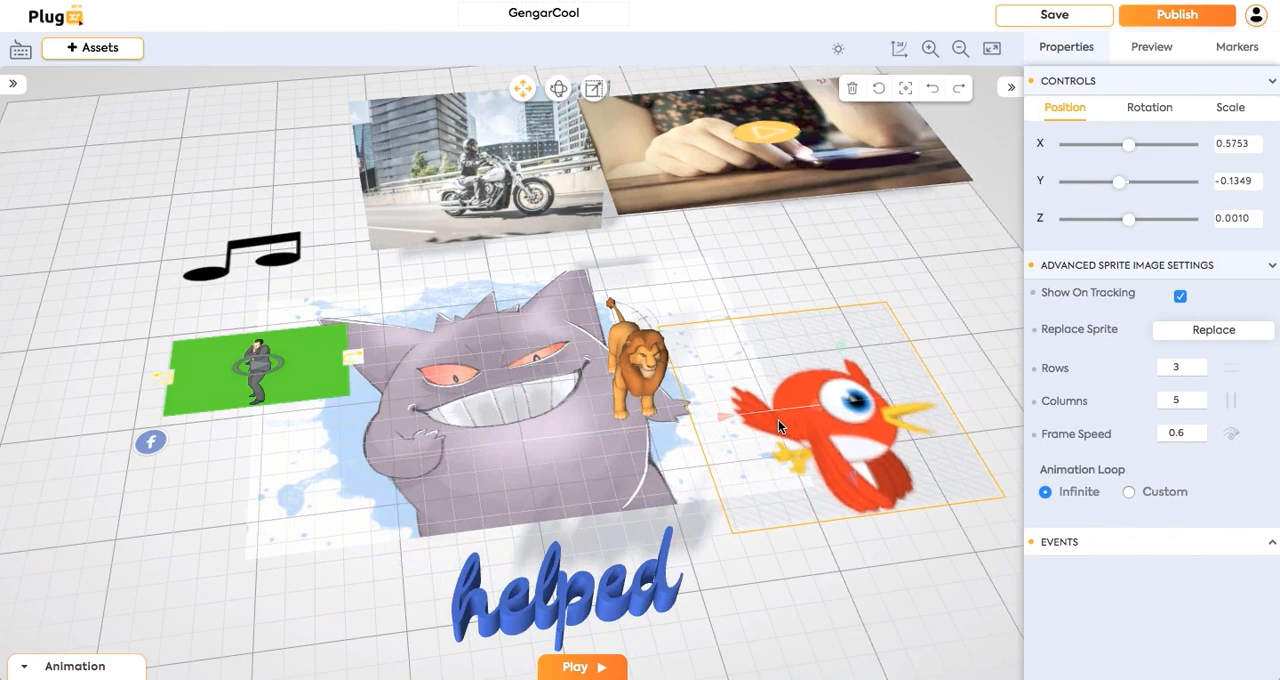 Plug XR BETA
GengarCool
Save
Publish
+ Assets
Properties
Preview
Markers
CONTROLS
Position
Rotation
Scale
X
0.5753
Y
-0.1349
Z
0.0010
ADVANCED SPRITE IMAGE SETTINGS
Show On Tracking
Replace Sprite
Replace
Rows
3
Columns
5
Frame Speed
0.6
Animation Loop
Infinite
Custom
EVENTS
f
helped
Animation
Play